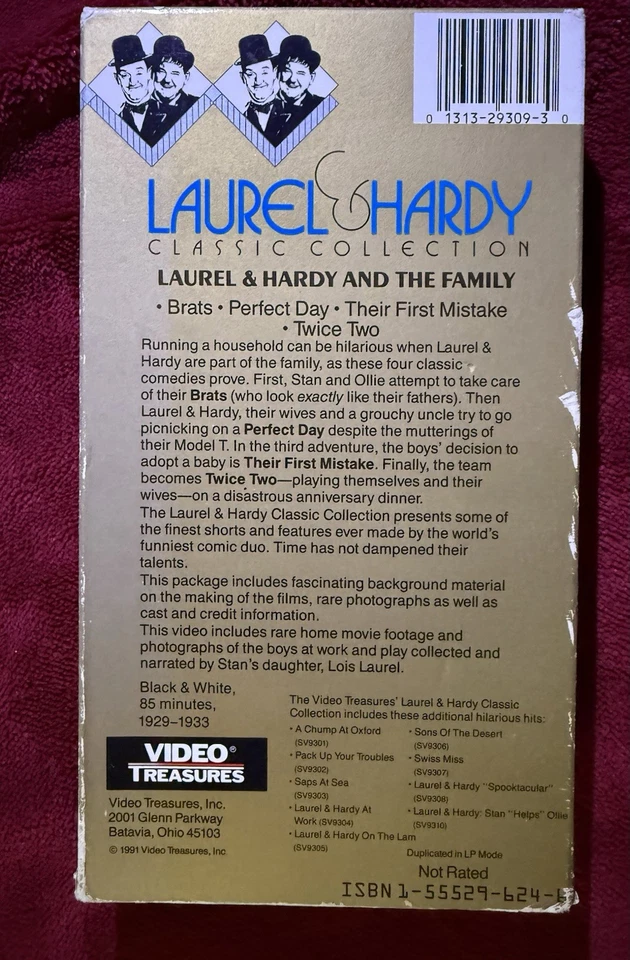 0 1313-29309-3 0
LAUREL & HARDY
CLASSIC COLLECTION
LAUREL & HARDY AND THE FAMILY
• Brats • Perfect Day • Their First Mistake
• Twice Two
Running a household can be hilarious when Laurel &
Hardy are part of the family, as these four classic
comedies prove. First, Stan and Ollie attempt to take care
of their Brats (who look exactly like their fathers). Then
Laurel & Hardy, their wives and a grouchy uncle try to go
picnicking on a Perfect Day despite the mutterings of
their Model T. In the third adventure, the boys' decision to
adopt a baby is Their First Mistake. Finally, the team
becomes Twice Two—playing themselves and their
wives—on a disastrous anniversary dinner.
The Laurel & Hardy Classic Collection presents some of
the finest shorts and features ever made by the world's
funniest comic duo. Time has not dampened their
talents.
This package includes fascinating background material
on the making of the films, rare photographs as well as
cast and credit information.
This video includes rare home movie footage and
photographs of the boys at work and play collected and
narrated by Stan's daughter, Lois Laurel.
Black & White,
85 minutes,
1929–1933
VIDEO®
TREASURES
Video Treasures, Inc.
2001 Glenn Parkway
Batavia, Ohio 45103
© 1991 Video Treasures, Inc
The Video Treasures' Laurel & Hardy Classic
Collection includes these additional hilarious hits:
• A Chump At Oxford
(SV9301)
• Pack Up Your Troubles
(SV9302)
• Saps At Sea
(SV9303)
• Laurel & Hardy At
Work (SV9304)
• Laurel & Hardy On The Lam
(SV9305)
• Sons Of The Desert
(SV9306)
• Swiss Miss
(SV9307)
• Laurel & Hardy "Spooktacular"
(SV9308)
• Laurel & Hardy: Stan "Helps" Ollie
(SV9310)
Duplicated in LP Mode
Not Rated
ISBN 1-55529-624-